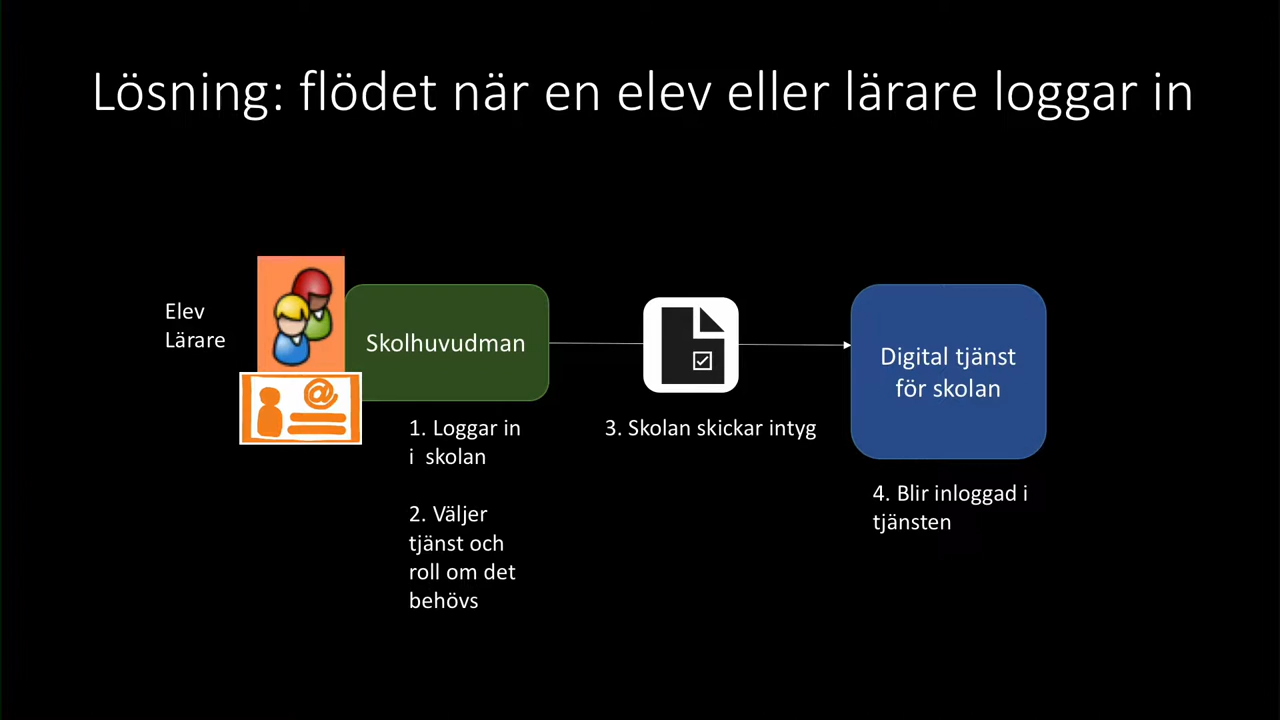 Lösning: flödet när en elev eller lärare loggar in
Elev
Lärare
Skolhuvudman
1. Loggar in
i skolan
2. Väljer
tjänst och
roll om det
behövs
3. Skolan skickar intyg
Digital tjänst
för skolan
4. Blir inloggad i
tjänsten